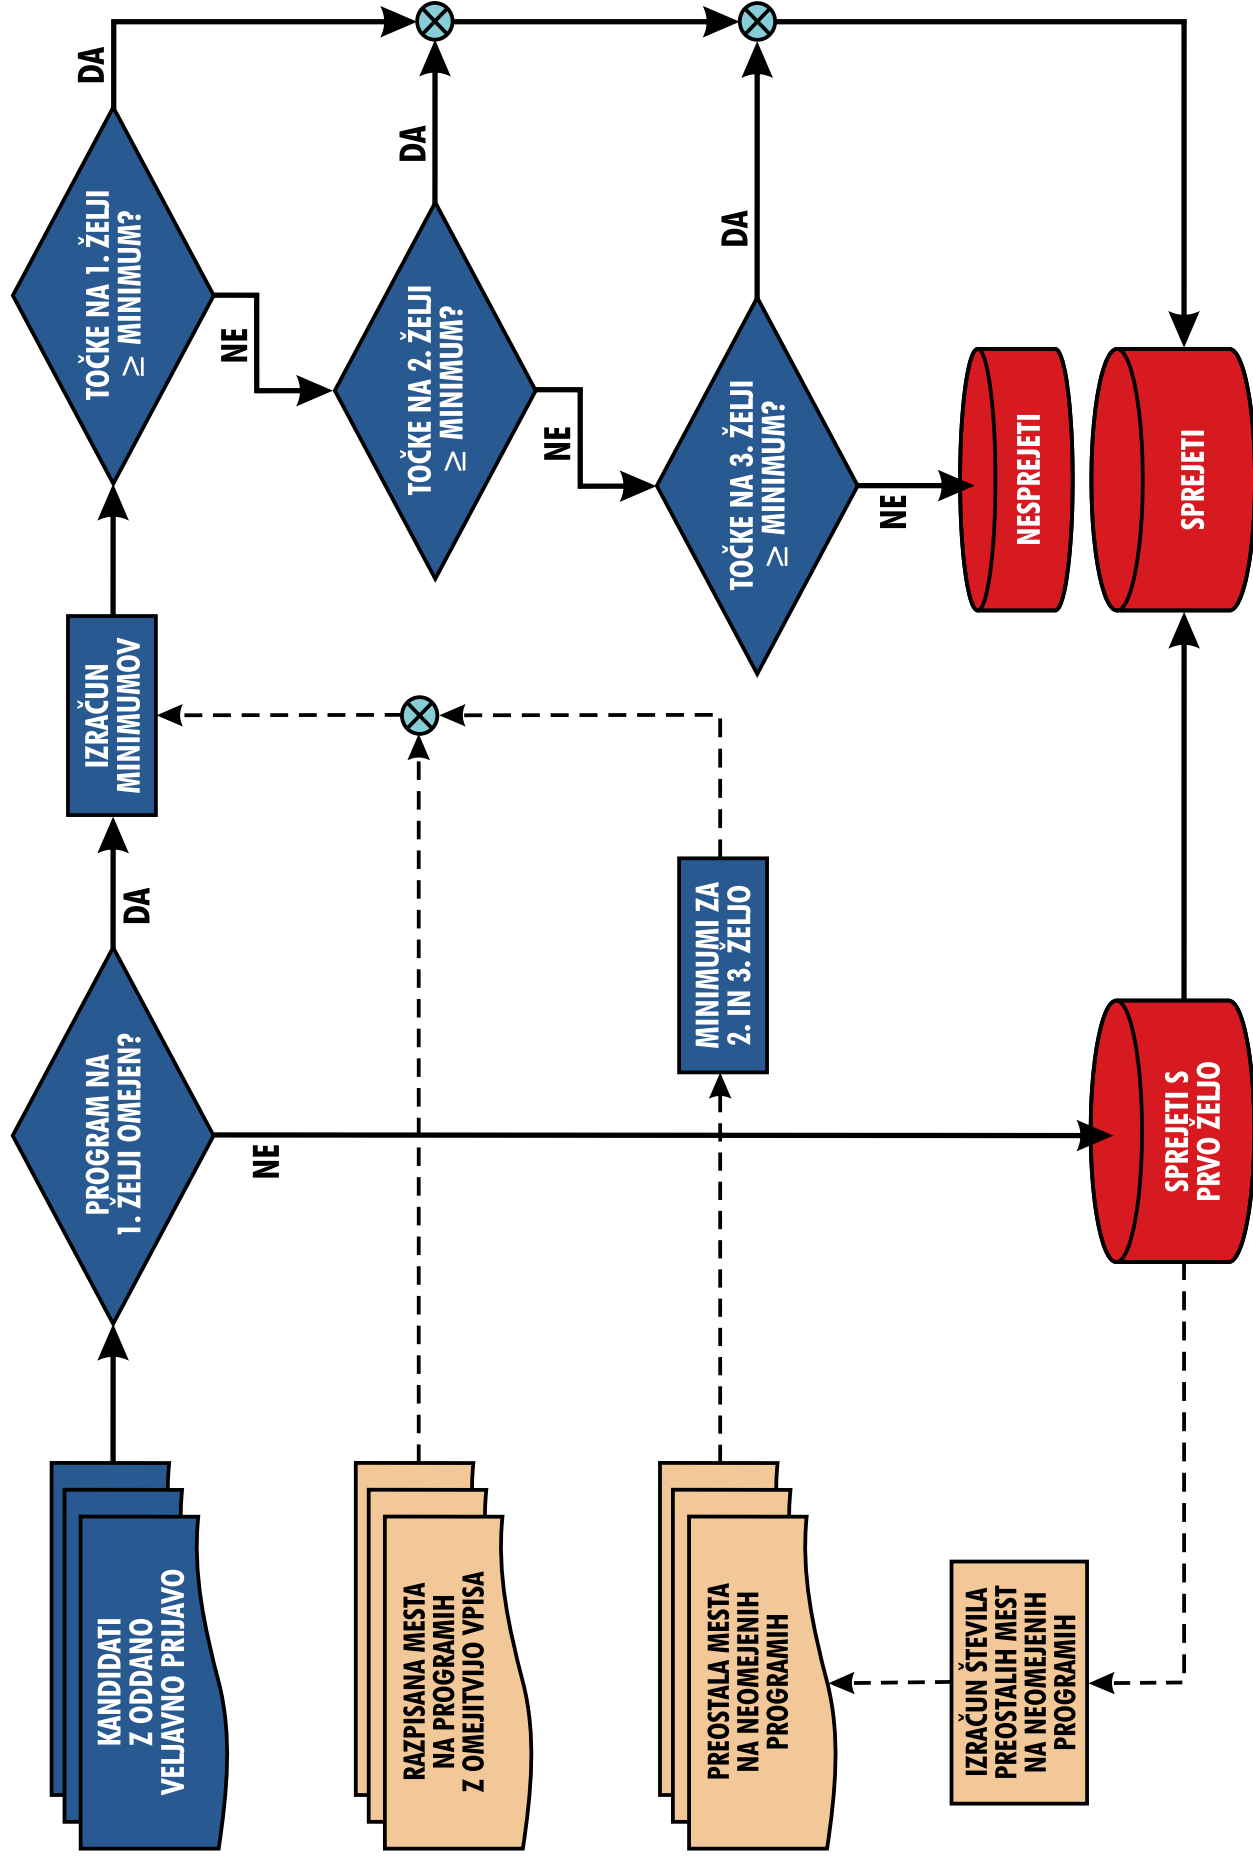 KANDIDATI
Z ODDANO
VELJAVNO PRIJAVO
PROGRAM NA
1. ŽELJI OMEJEN?
DA
NE
IZRAČUN
MINIMUMOV
TOČKE NA 1. ŽELJI
≥ MINIMUM?
DA
NE
RAZPISANA MESTA
NA PROGRAMIH
Z OMEJITVIJO VPISA
TOČKE NA 2. ŽELJI
≥ MINIMUM?
DA
NE
PREOSTALA MESTA
NA NEOMEJENIH
PROGRAMIH
MINIMUMI ZA
2. IN 3. ŽELJO
TOČKE NA 3. ŽELJI
≥ MINIMUM?
DA
NE
IZRAČUN ŠTEVILA
PREOSTALIH MEST
NA NEOMEJENIH
PROGRAMIH
NESPREJETI
SPREJETI S
PRVO ŽELJO
SPREJETI